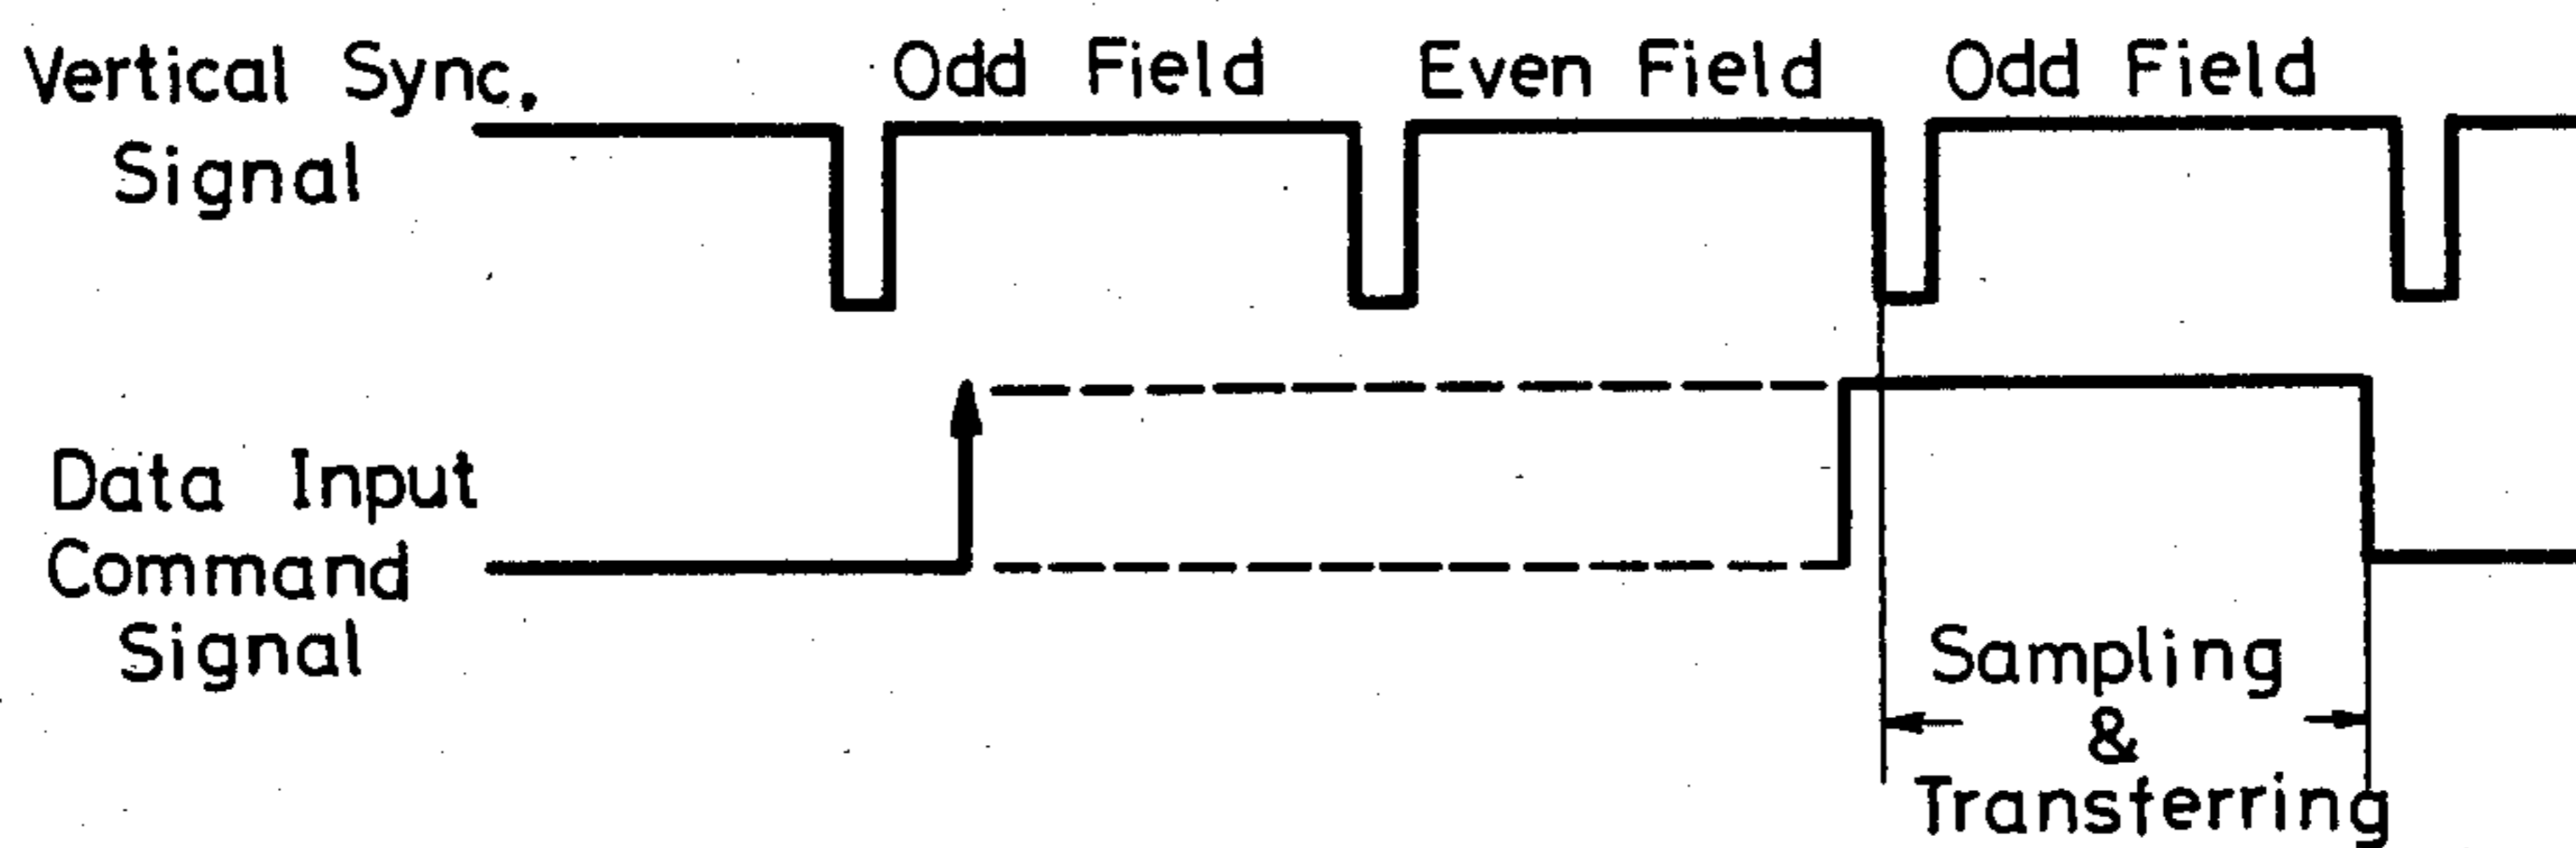 Vertical Sync.
Signal
Odd Field
Even Field
Odd Field
Data Input
Command
Signal
Sampling
&
Transferring